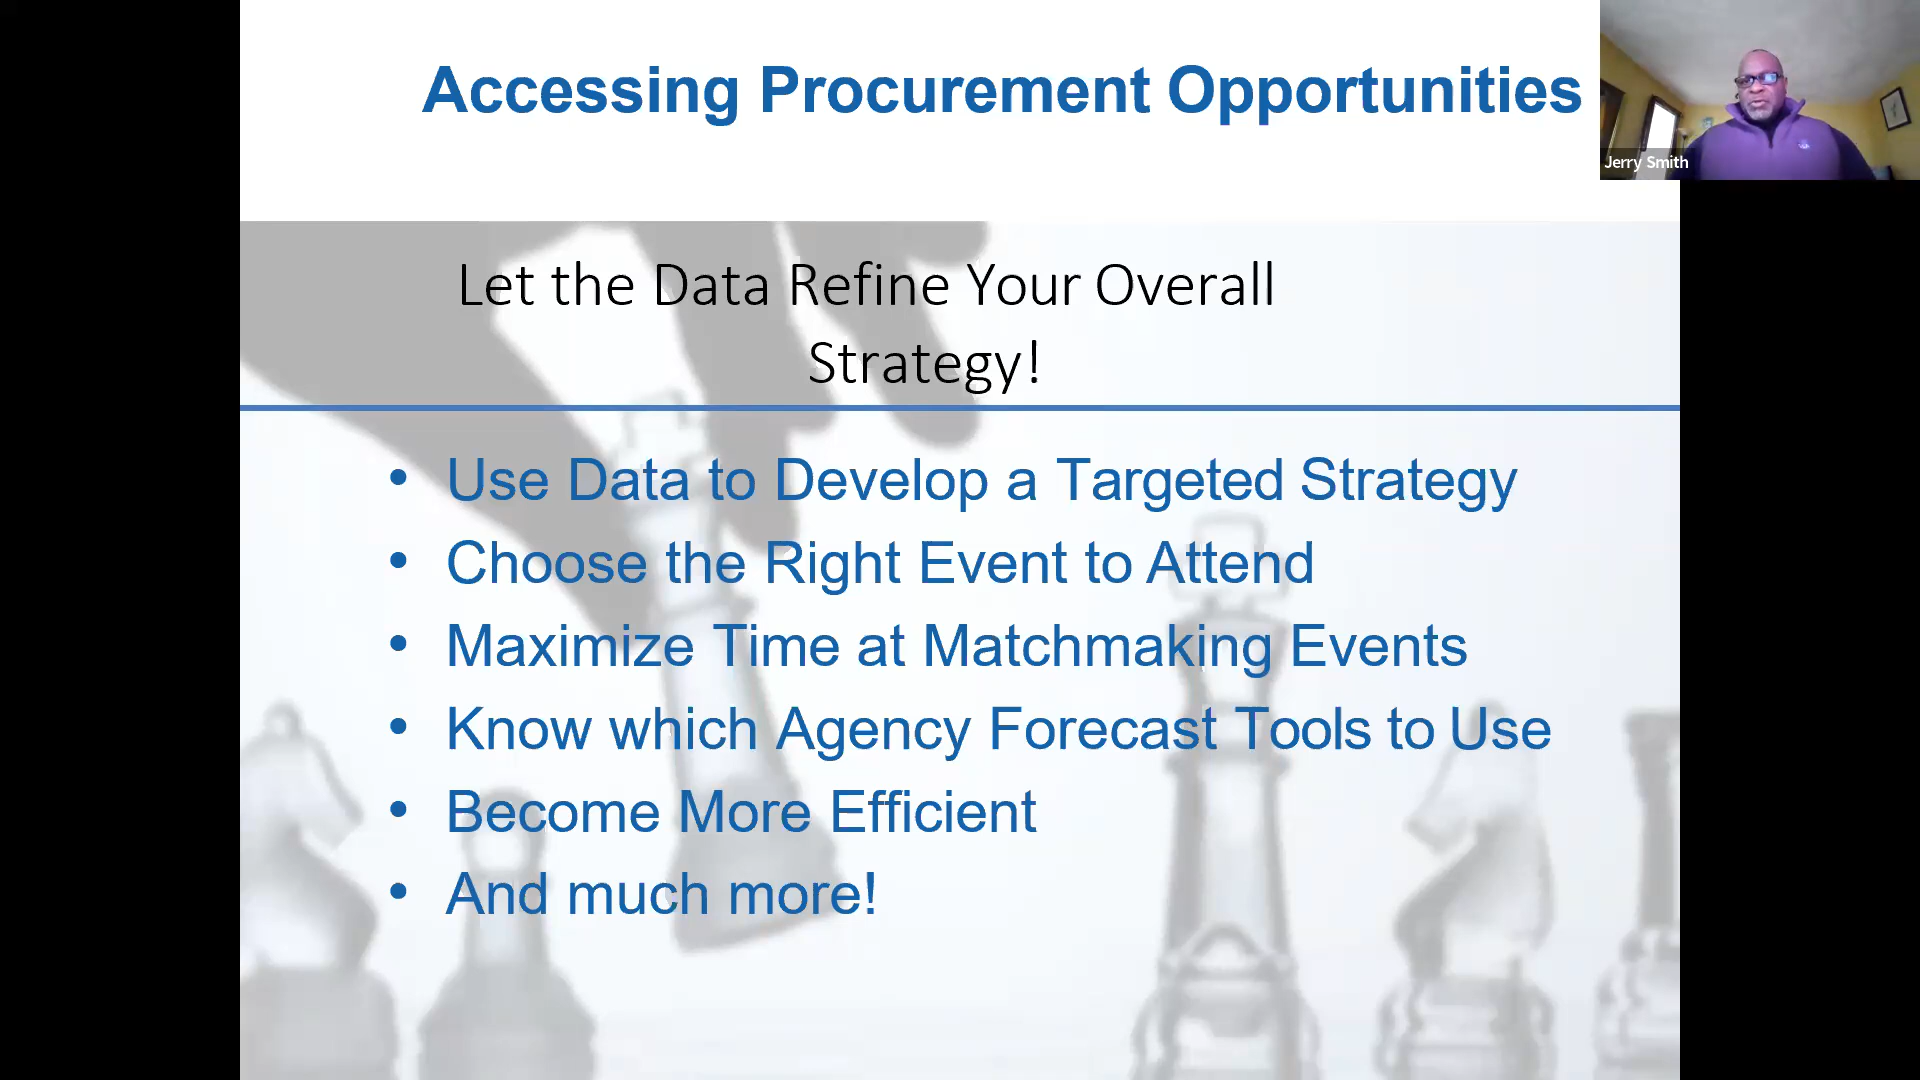 Accessing Procurement Opportunities
Jerry Smith
Let the Data Refine Your Overall
Strategy!
• Use Data to Develop a Targeted Strategy
• Choose the Right Event to Attend
• Maximize Time at Matchmaking Events
• Know which Agency Forecast Tools to Use
• Become More Efficient
• And much more!